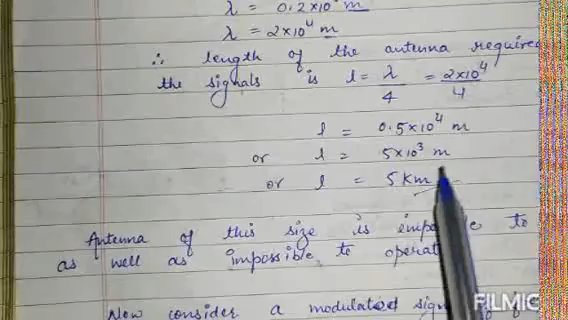 λ = 0.2×10 m
λ = 2×10⁴ m
∴ length of the antenna required
the signals is l = λ/4 = 2×10⁴/4
l = 0.5×10⁴ m
or l = 5×10³ m
or l = 5 Km
Antenna of this size is to
as well as impossible to
Now consider a modulated
FILMIC